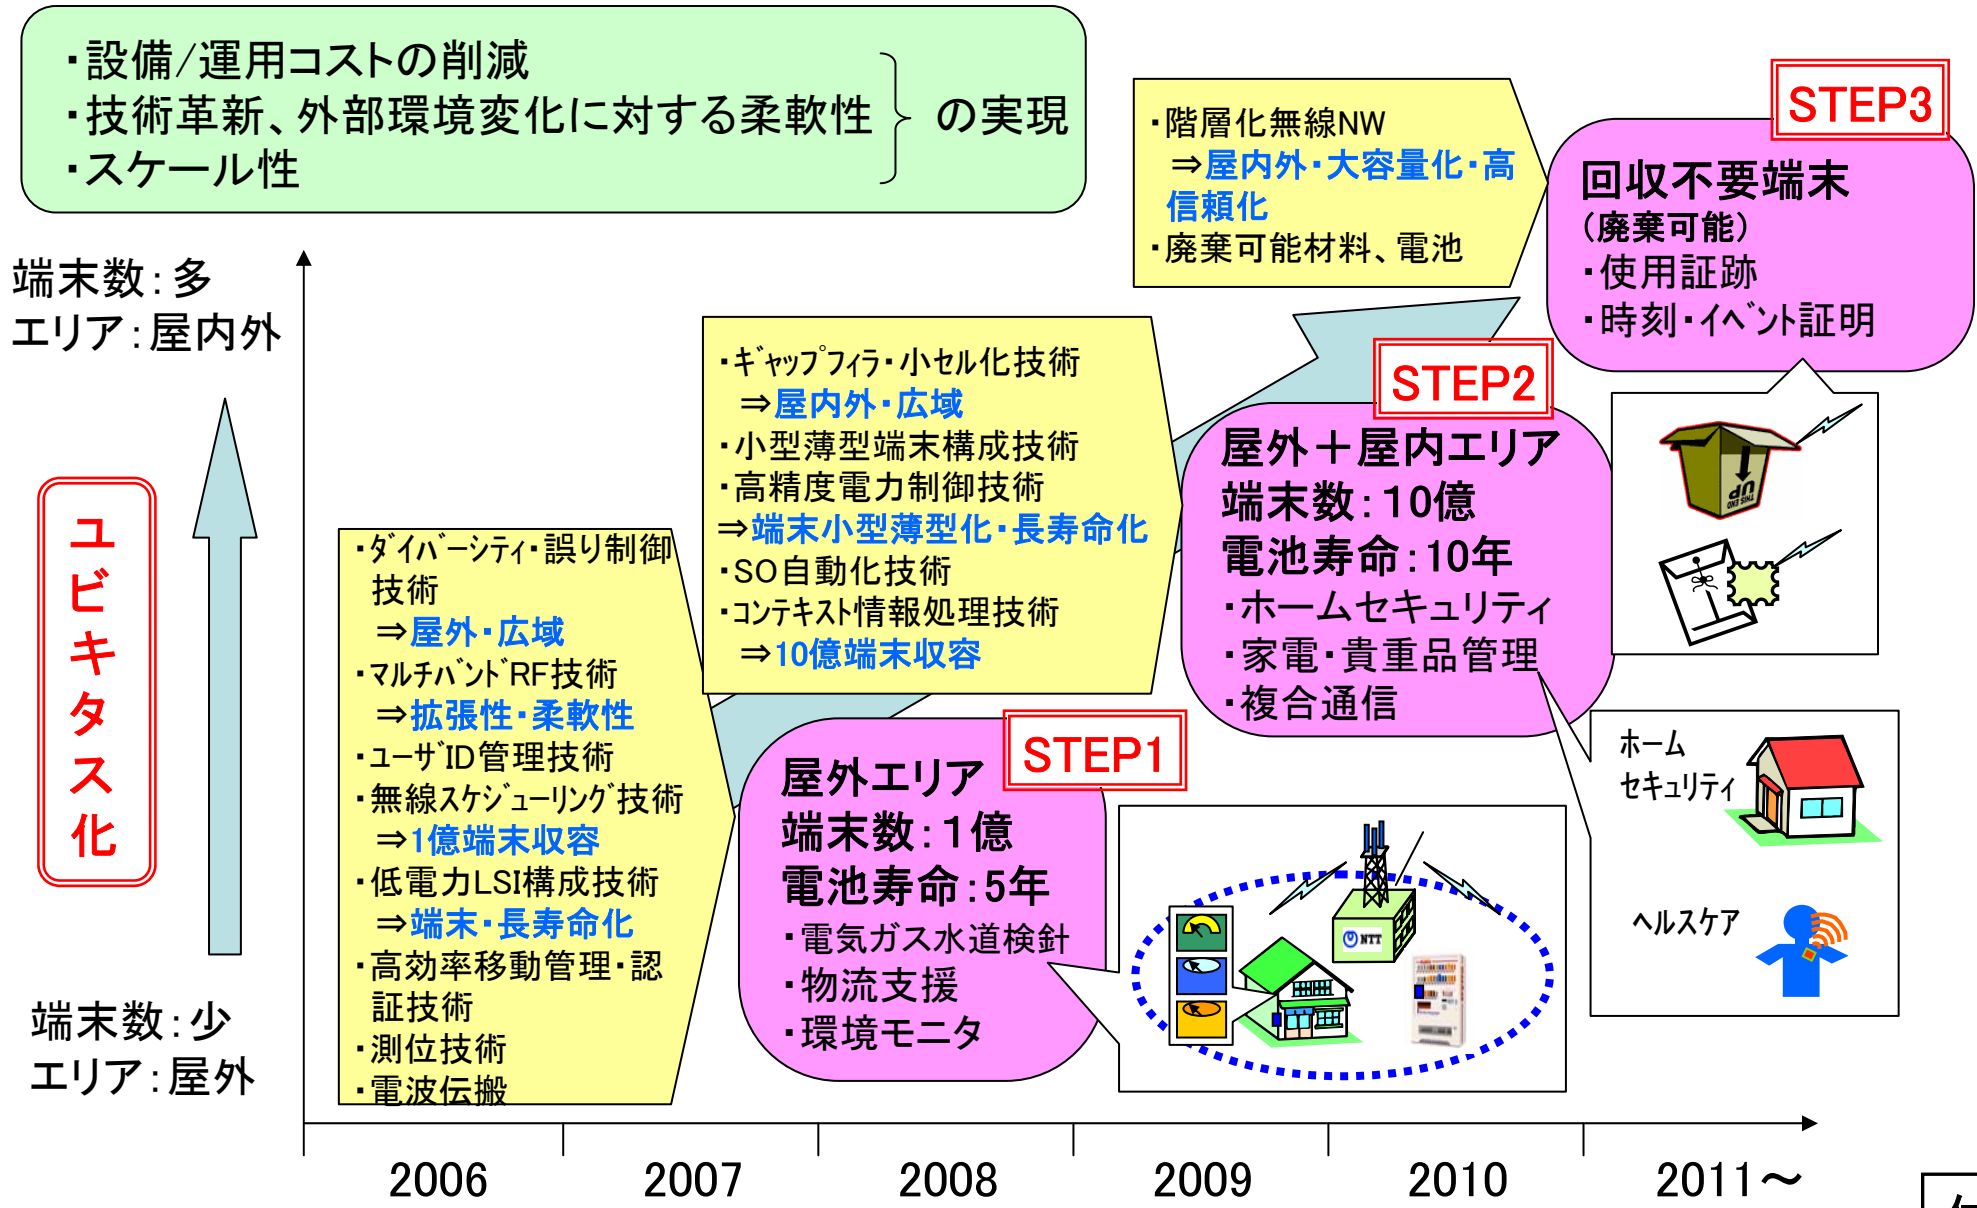 ・設備/運用コストの削減
・技術革新、外部環境変化に対する柔軟性
・スケール性
の実現
端末数：多
エリア：屋内外
ユビキタス化
端末数：少
エリア：屋外
・ダイバーシティ・誤り制御
技術
⇒屋外・広域
・マルチバンドRF技術
⇒拡張性・柔軟性
・ユーザID管理技術
・無線スケジューリング技術
⇒1億端末収容
・低電力LSI構成技術
⇒端末・長寿命化
・高効率移動管理・認
証技術
・測位技術
・電波伝搬
STEP1
屋外エリア
端末数：1億
電池寿命：5年
・電気ガス水道検針
・物流支援
・環境モニタ
NTT
・ギャップフィラ・小セル化技術
⇒屋内外・広域
・小型薄型端末構成技術
・高精度電力制御技術
⇒端末小型薄型化・長寿命化
・SO自動化技術
・コンテキスト情報処理技術
⇒10億端末収容
STEP2
屋外＋屋内エリア
端末数：10億
電池寿命：10年
・ホームセキュリティ
・家電・貴重品管理
・複合通信
ホーム
セキュリティ
ヘルスケア
・階層化無線NW
⇒屋内外・大容量化・高
信頼化
・廃棄可能材料、電池
STEP3
回収不要端末
（廃棄可能）
・使用証跡
・時刻・イベント証明
THIS END
UP
2006
2007
2008
2009
2010
2011～